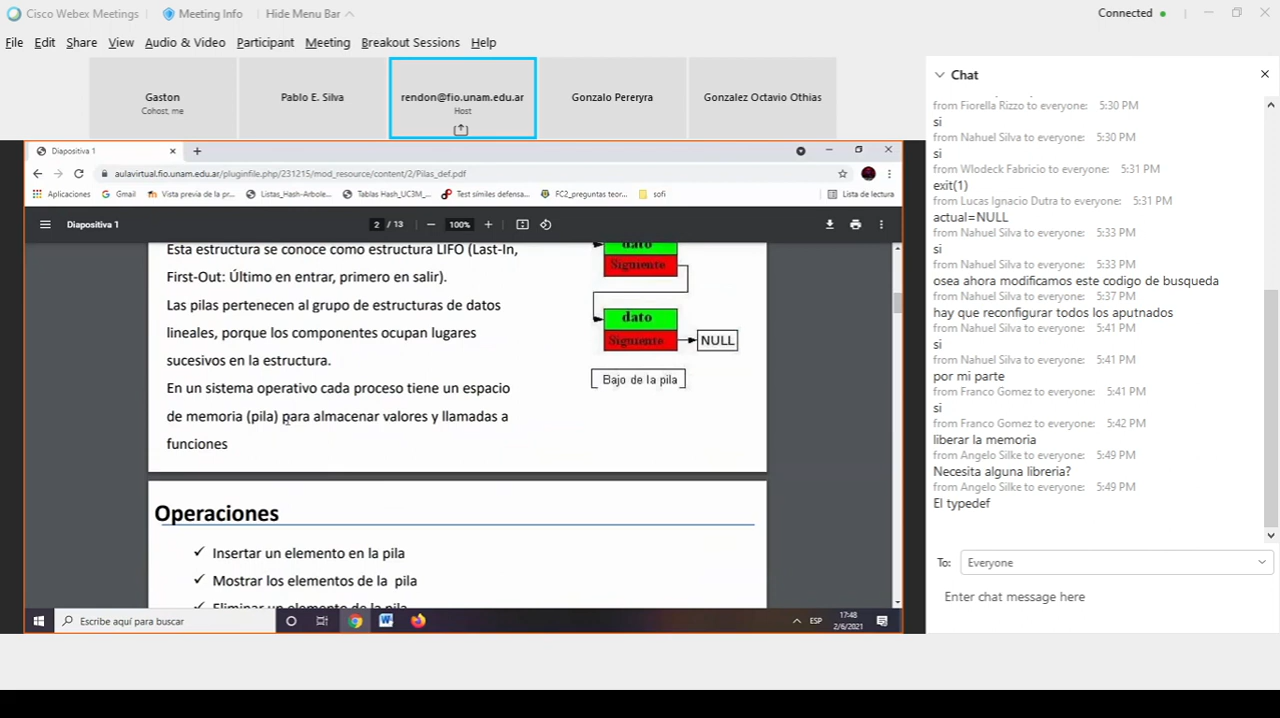 Cisco Webex Meetings
Meeting Info
Hide Menu Bar
Connected
File Edit Share View Audio & Video Participant Meeting Breakout Sessions Help
Gaston
Cohost, me
Pablo E. Silva
rendon@fio.unam.edu.ar
Host
Gonzalo Pereryra
Gonzalez Octavio Othias
Diapositiva 1
aulavirtual.fio.unam.edu.ar/pluginfile.php/231215/mod_resource/content/2/Pilas_def.pdf
Aplicaciones
Gmail
Vista previa de la pr...
Listas_Hash-Arbole...
Tablas Hash_UC3M_...
Test símiles defensa...
FC2_preguntas teor...
sofi
Lista de lectura
Diapositiva 1
2 / 13
100%
Esta estructura se conoce como estructura LIFO (Last-In,
First-Out: Último en entrar, primero en salir).
Las pilas pertenecen al grupo de estructuras de datos
lineales, porque los componentes ocupan lugares
sucesivos en la estructura.
En un sistema operativo cada proceso tiene un espacio
de memoria (pila) para almacenar valores y llamadas a
funciones
dato
Siguiente
dato
Siguiente
NULL
Bajo de la pila
Operaciones
Insertar un elemento en la pila
Mostrar los elementos de la pila
Eliminar un elemento de la pila
Escribe aquí para buscar
ESP
17:48
2/6/2021
Chat
from Fiorella Rizzo to everyone: 5:30 PM
si
from Nahuel Silva to everyone: 5:30 PM
si
from Wlodeck Fabricio to everyone: 5:31 PM
exit(1)
from Lucas Ignacio Dutra to everyone: 5:31 PM
actual=NULL
from Nahuel Silva to everyone: 5:33 PM
si
from Nahuel Silva to everyone: 5:33 PM
osea ahora modificamos este codigo de busqueda
from Nahuel Silva to everyone: 5:37 PM
hay que reconfigurar todos los aputnados
from Nahuel Silva to everyone: 5:41 PM
si
from Nahuel Silva to everyone: 5:41 PM
por mi parte
from Franco Gomez to everyone: 5:41 PM
si
from Franco Gomez to everyone: 5:42 PM
liberar la memoria
from Angelo Silke to everyone: 5:49 PM
Necesita alguna libreria?
from Angelo Silke to everyone: 5:49 PM
El typedef
To: Everyone
Enter chat message here